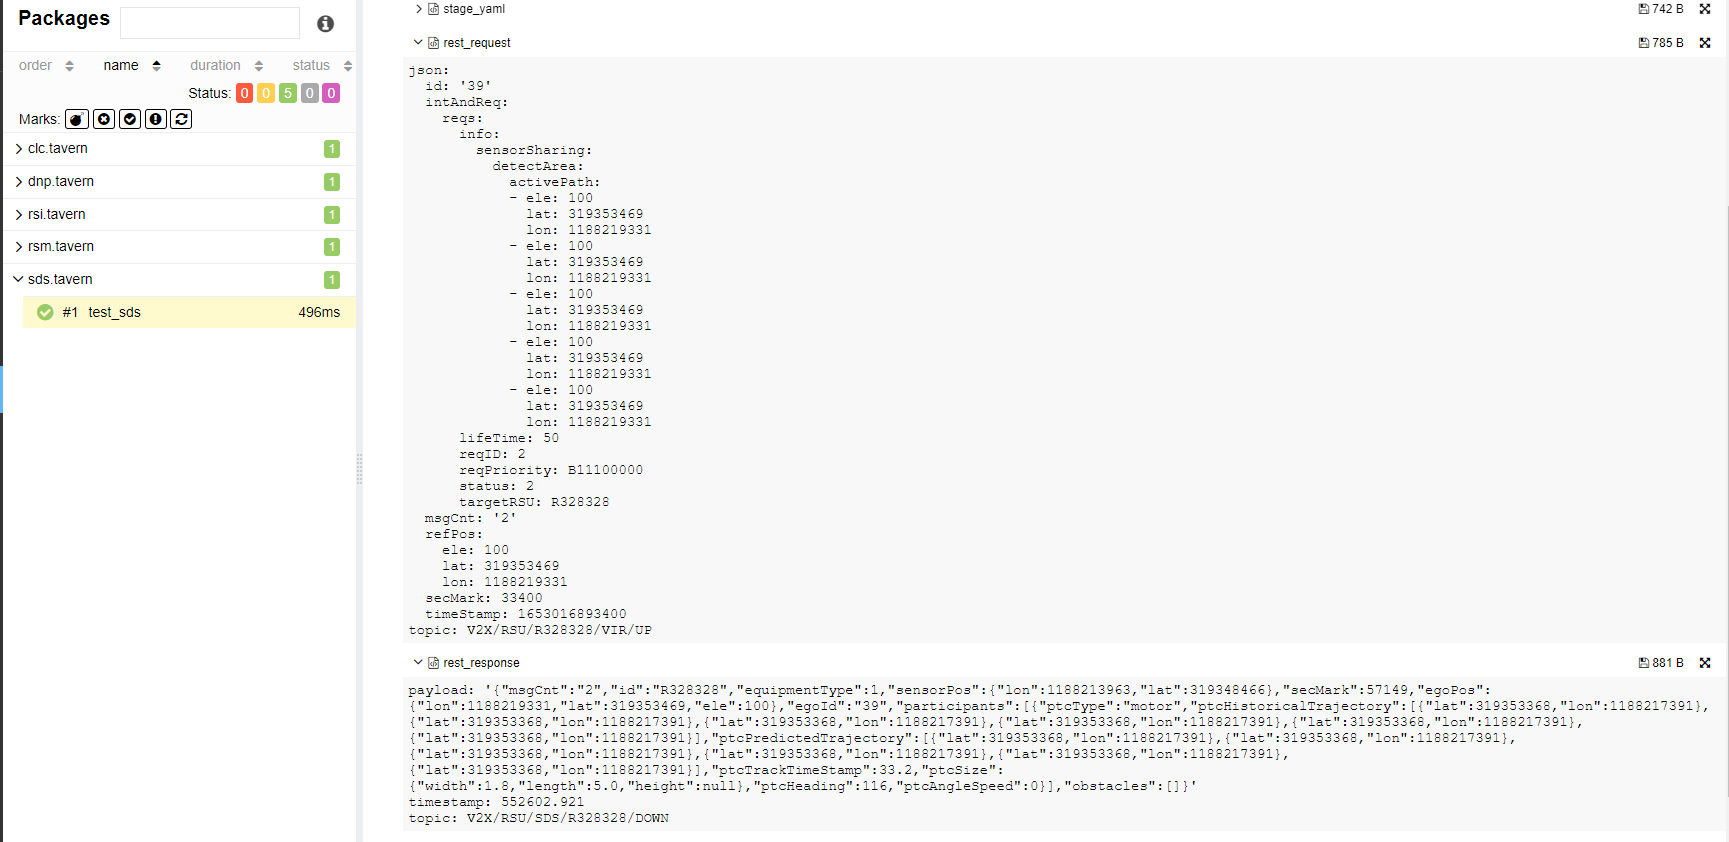 Packages
order name duration status
Status: 0 0 5 0 0
Marks:
clc.tavern 1
dnp.tavern 1
rsi.tavern 1
rsm.tavern 1
sds.tavern 1
#1 test_sds 496ms
stage_yaml 742 B
rest_request 785 B
json:
id: '39'
intAndReq:
reqs:
info:
sensorSharing:
detectArea:
activePath:
- ele: 100
lat: 319353469
lon: 1188219331
- ele: 100
lat: 319353469
lon: 1188219331
- ele: 100
lat: 319353469
lon: 1188219331
- ele: 100
lat: 319353469
lon: 1188219331
- ele: 100
lat: 319353469
lon: 1188219331
lifeTime: 50
reqID: 2
reqPriority: B11100000
status: 2
targetRSU: R328328
msgCnt: '2'
refPos:
ele: 100
lat: 319353469
lon: 1188219331
secMark: 33400
timeStamp: 1653016893400
topic: V2X/RSU/R328328/VIR/UP
rest_response 881 B
payload: '{"msgCnt":"2","id":"R328328","equipmentType":1,"sensorPos":{"lon":1188213963,"lat":319348466},"secMark":57149,"egoPos":
{"lon":1188219331,"lat":319353469,"ele":100},"egoId":"39","participants":[{"ptcType":"motor","ptcHistoricalTrajectory":[{"lat":319353368,"lon":1188217391},
{"lat":319353368,"lon":1188217391},{"lat":319353368,"lon":1188217391},{"lat":319353368,"lon":1188217391},{"lat":319353368,"lon":1188217391},
{"lat":319353368,"lon":1188217391}],"ptcPredictedTrajectory":[{"lat":319353368,"lon":1188217391},{"lat":319353368,"lon":1188217391},
{"lat":319353368,"lon":1188217391},{"lat":319353368,"lon":1188217391},{"lat":319353368,"lon":1188217391},
{"lat":319353368,"lon":1188217391}],"ptcTrackTimeStamp":33.2,"ptcSize":
{"width":1.8,"length":5.0,"height":null},"ptcHeading":116,"ptcAngleSpeed":0}],"obstacles":[]}'
timestamp: 552602.921
topic: V2X/RSU/SDS/R328328/DOWN